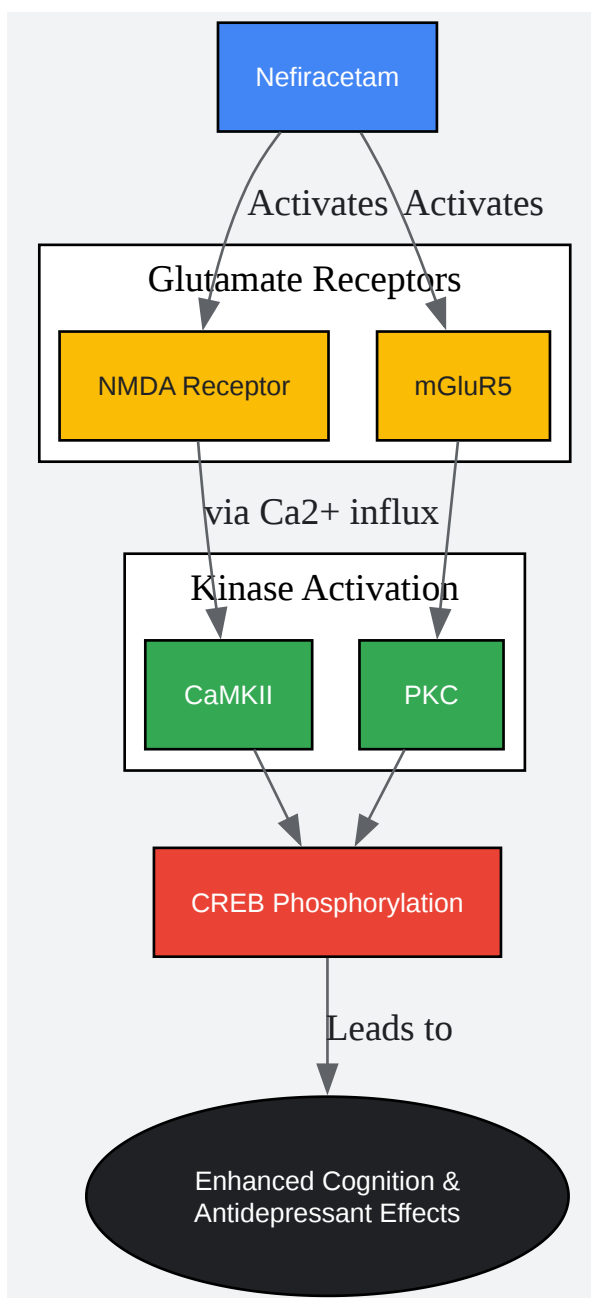 Nefiracetam
Activates Activates
Glutamate Receptors
NMDA Receptor
mGluR5
via Ca2+ influx
Kinase Activation
CaMKII
PKC
CREB Phosphorylation
Leads to
Enhanced Cognition &
Antidepressant Effects